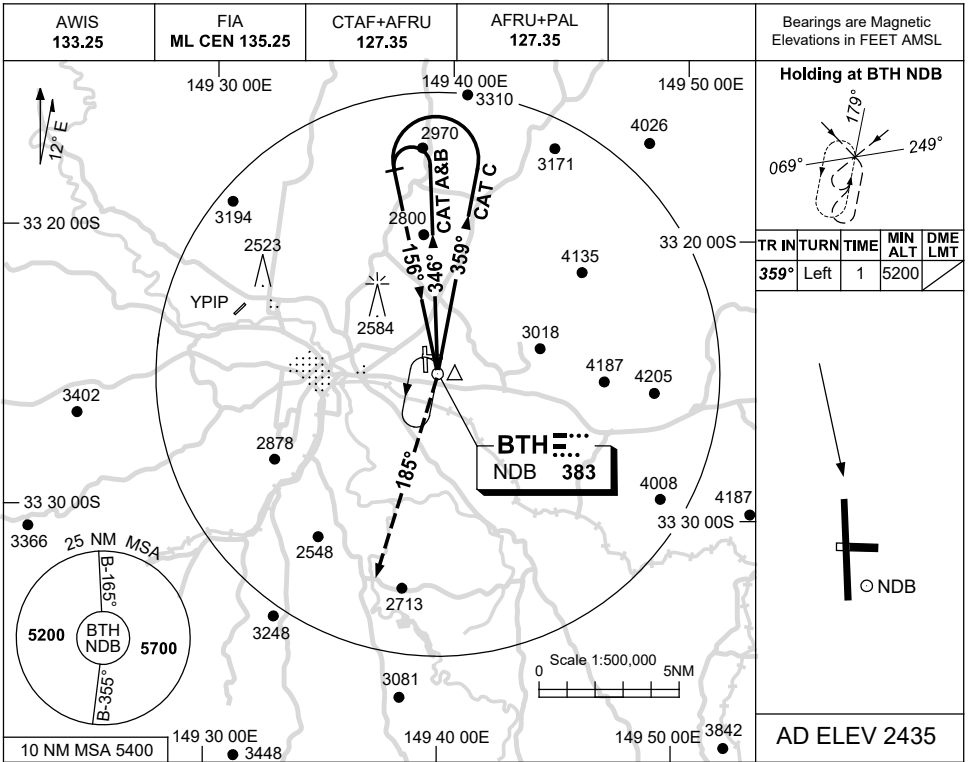 AWIS
133.25
FIA
ML CEN 135.25
CTAF+AFRU
127.35
AFRU+PAL
127.35
Bearings are Magnetic
Elevations in FEET AMSL
149 30 00E
149 40 00E
149 50 00E
3310
12° E
4026
2970
3171
CAT A&B
CAT C
3194
33 20 00S
2800
33 20 00S
2523
156°
346°
359°
4135
YPIP
2584
3018
4187
4205
3402
BTH
NDB 383
2878
185°
4008
4187
33 30 00S
33 30 00S
3366
2548
25 NM MSA
B-165°
5200
BTH
NDB
5700
B-355°
2713
3248
Scale 1:500,000
0
5NM
3081
149 30 00E
149 40 00E
149 50 00E
3842
3448
10 NM MSA 5400
Holding at BTH NDB
179°
249°
069°
TR IN
TURN
TIME
MIN
ALT
DME
LMT
359°
Left
1
5200
NDB
AD ELEV 2435